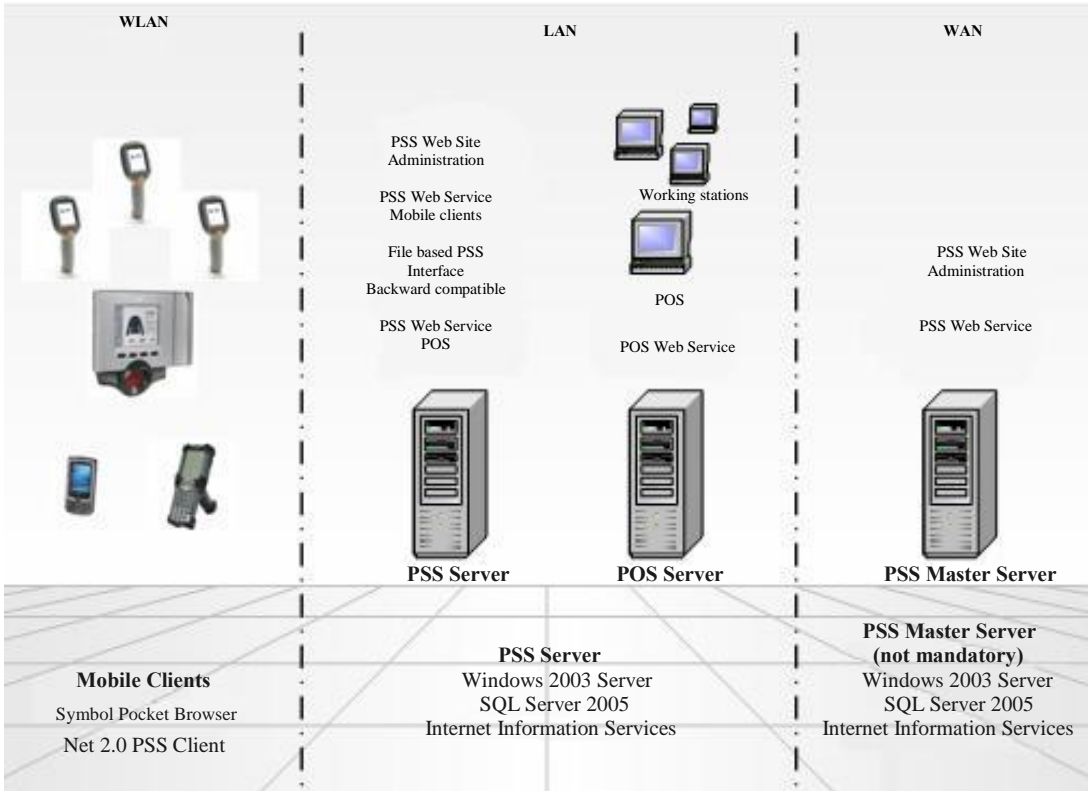 WLAN
LAN
WAN
PSS Web Site
Administration
PSS Web Service
Mobile clients
File based PSS
Interface
Backward compatible
PSS Web Service
POS
Working stations
POS
POS Web Service
PSS Web Site
Administration
PSS Web Service
PSS Server
POS Server
PSS Master Server
Mobile Clients
Symbol Pocket Browser
Net 2.0 PSS Client
PSS Server
Windows 2003 Server
SQL Server 2005
Internet Information Services
PSS Master Server
(not mandatory)
Windows 2003 Server
SQL Server 2005
Internet Information Services